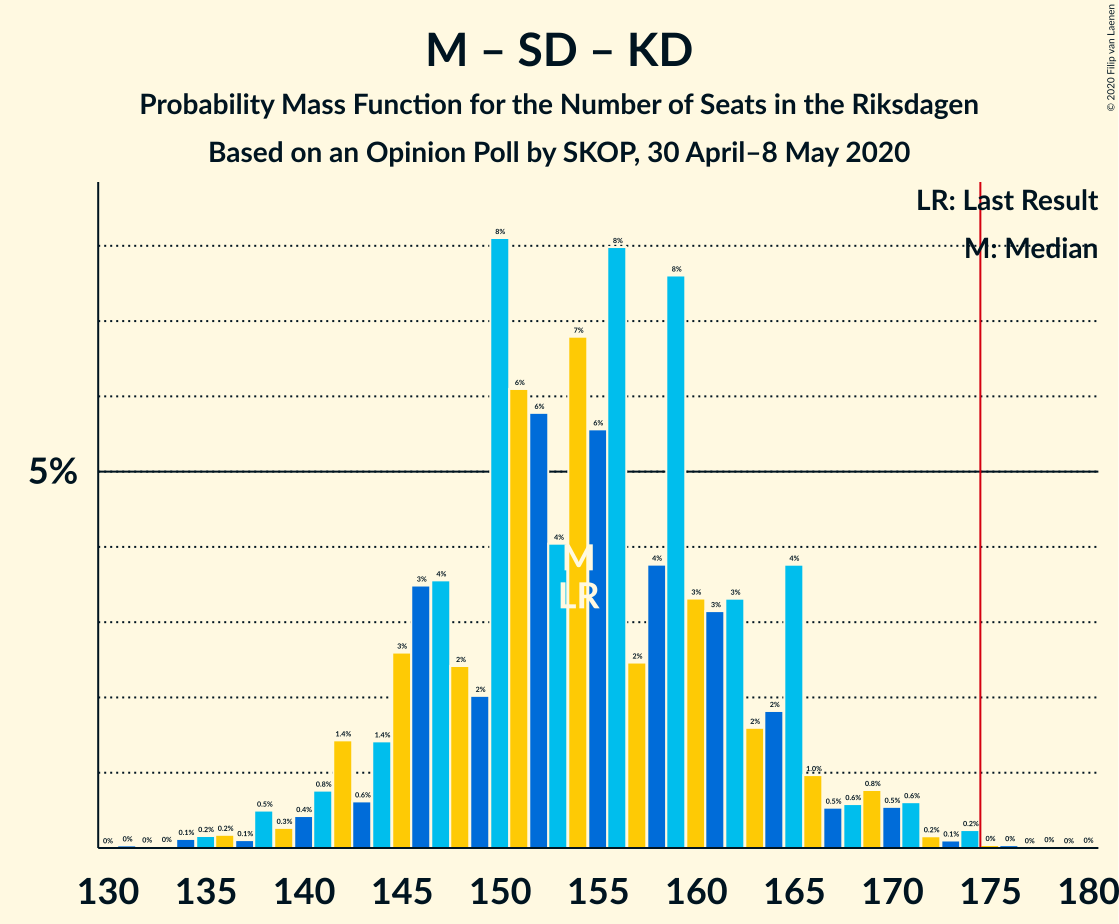 M – SD – KD
Probability Mass Function for the Number of Seats in the Riksdagen
Based on an Opinion Poll by SKOP, 30 April–8 May 2020
© 2020 Filip van Laenen
LR: Last Result
M: Median
5%
0% 0% 0% 0% 0.1% 0.2% 0.2% 0.1% 0.5% 0.3% 0.4% 0.8% 1.4% 0.6% 1.4% 3% 3% 4% 2% 2% 8% 6% 6% 4% 7% 6% 8% 2% 4% 8% 3% 3% 3% 2% 2% 4% 1.0% 0.5% 0.6% 0.8% 0.5% 0.6% 0.2% 0.1% 0.2% 0% 0% 0% 0% 0% 0%
M
LR
130 135 140 145 150 155 160 165 170 175 180